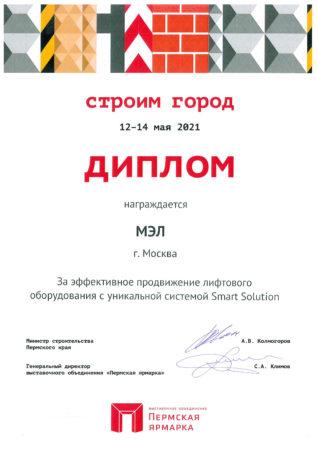 строим город
12–14 мая 2021
ДИПЛОМ
награждается
МЭЛ
г. Москва
За эффективное продвижение лифтового
оборудования с уникальной системой Smart Solution
Министр строительства
Пермского края
А.В. Колмогоров
Генеральный директор
выставочного объединения «Пермская ярмарка»
С.А. Климов
ВЫСТАВОЧНОЕ ОБЪЕДИНЕНИЕ
ПЕРМСКАЯ
ЯРМАРКА